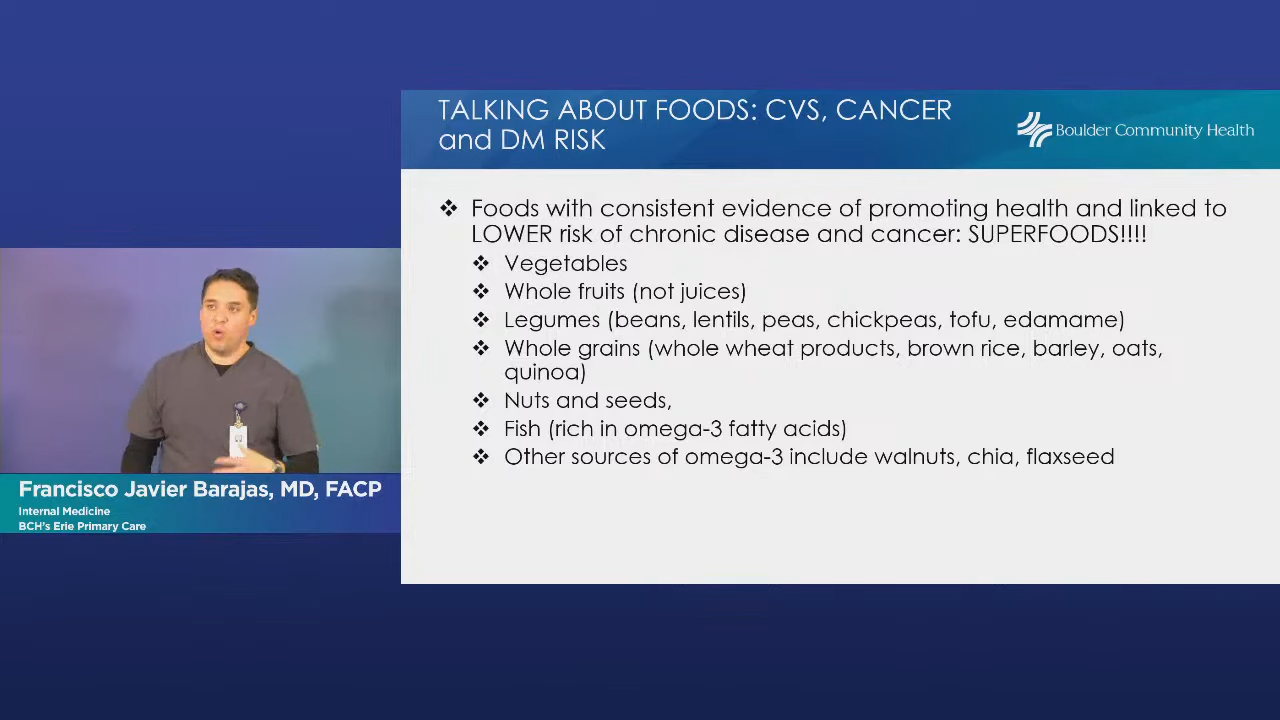 TALKING ABOUT FOODS: CVS, CANCER
and DM RISK
Boulder Community Health
❖ Foods with consistent evidence of promoting health and linked to
LOWER risk of chronic disease and cancer: SUPERFOODS!!!!
❖ Vegetables
❖ Whole fruits (not juices)
❖ Legumes (beans, lentils, peas, chickpeas, tofu, edamame)
❖ Whole grains (whole wheat products, brown rice, barley, oats,
quinoa)
❖ Nuts and seeds,
❖ Fish (rich in omega-3 fatty acids)
❖ Other sources of omega-3 include walnuts, chia, flaxseed
Francisco Javier Barajas, MD, FACP
Internal Medicine
BCH's Erie Primary Care